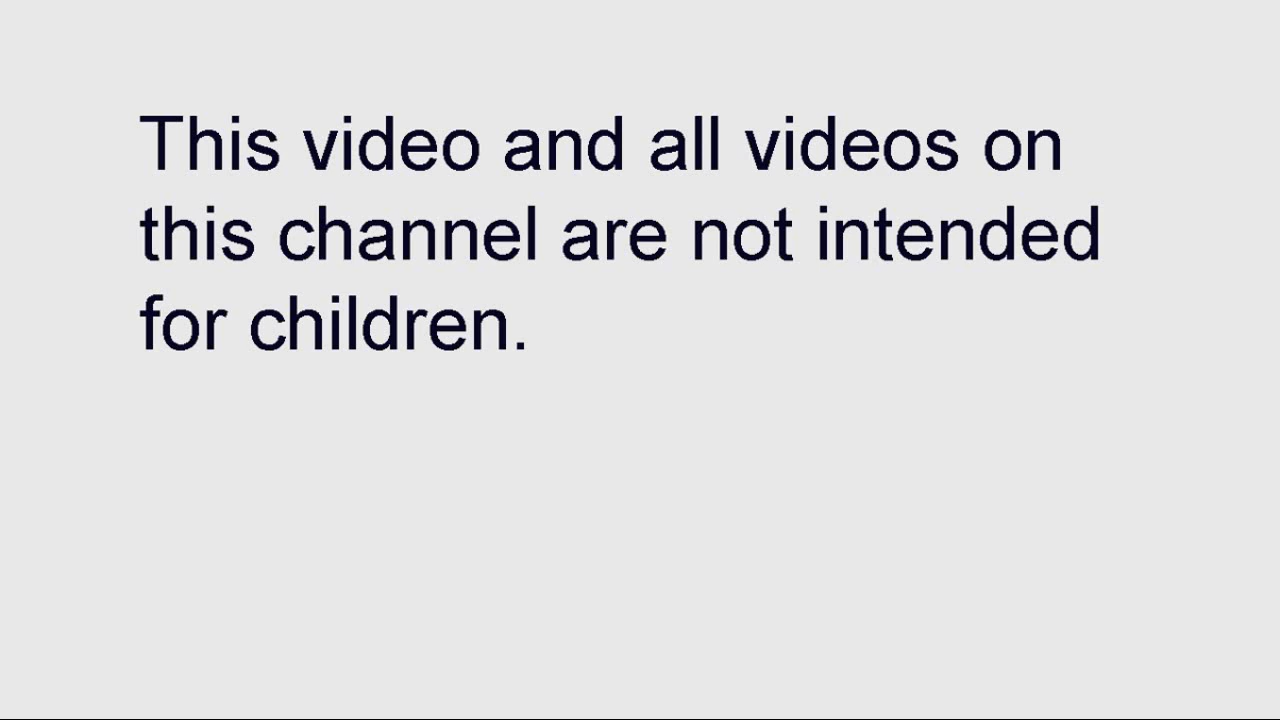 This video and all videos on
this channel are not intended
for children.